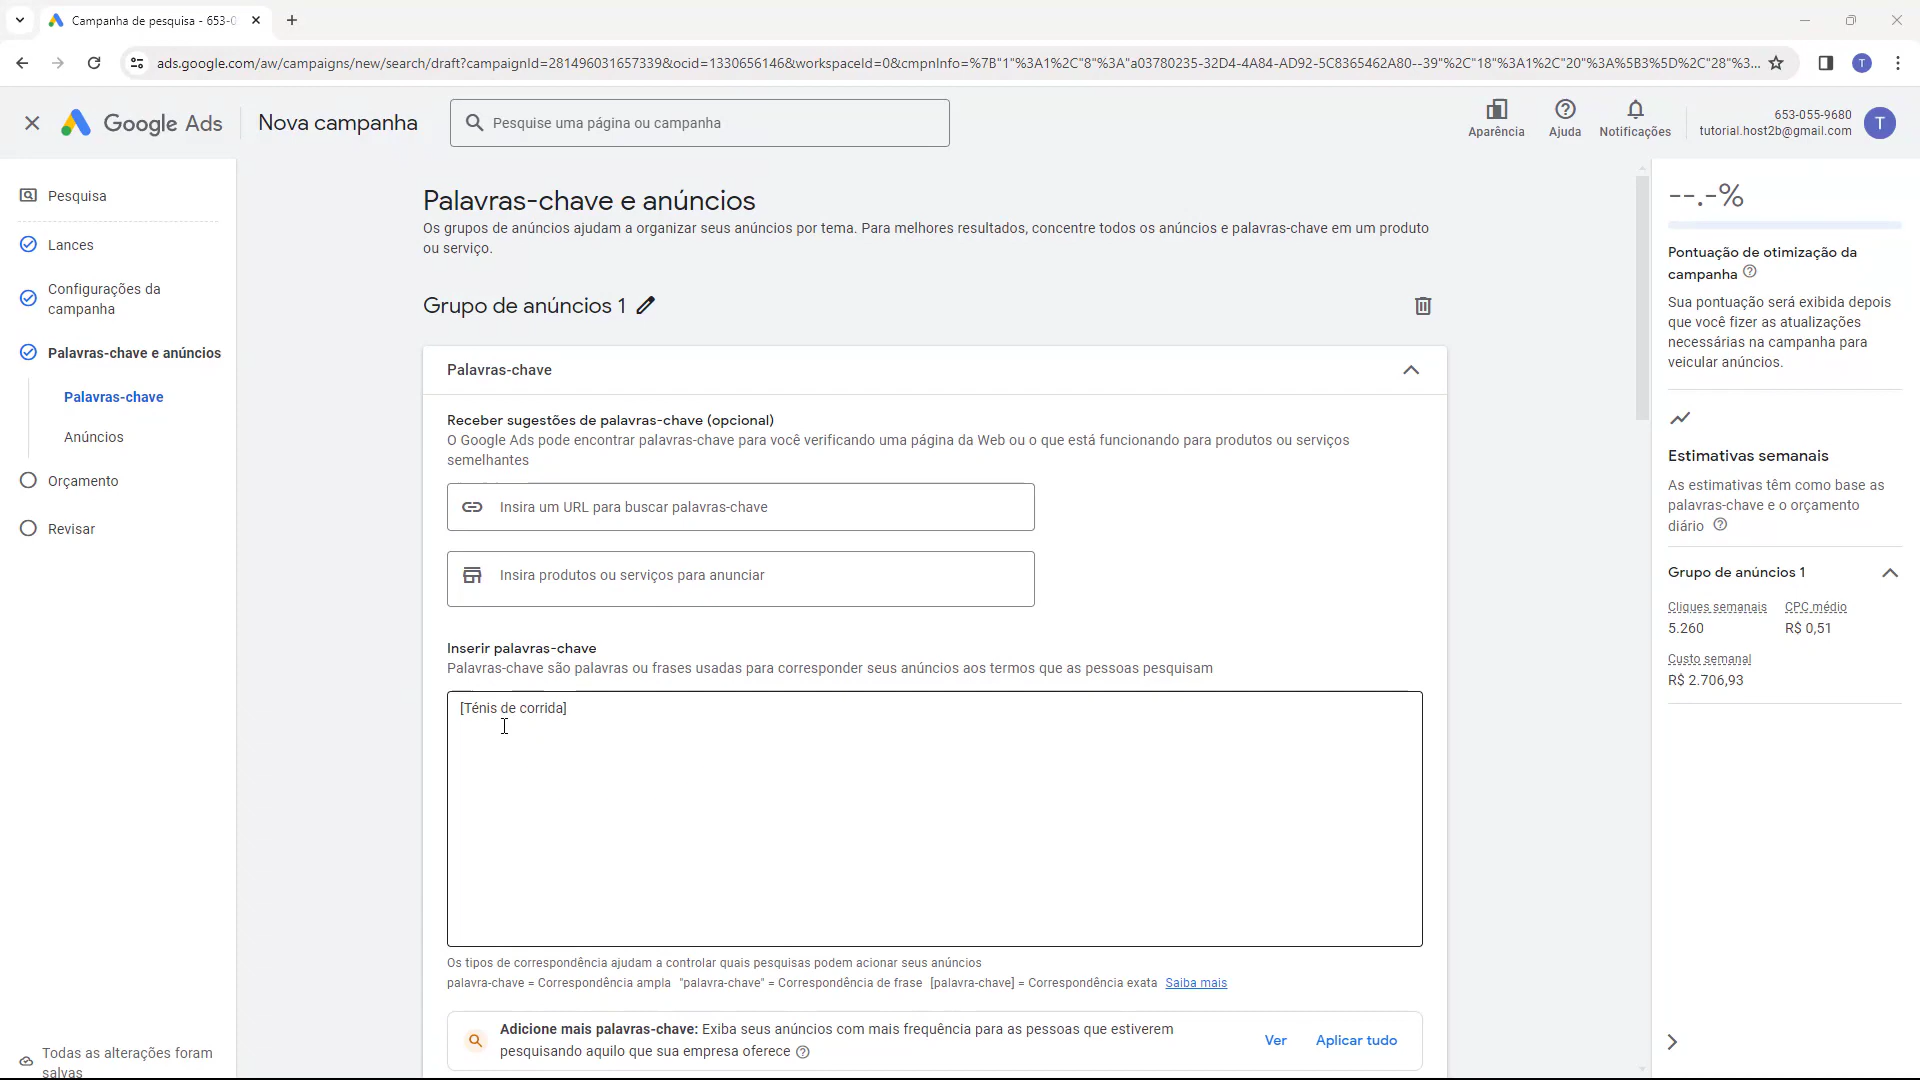 Campanha de pesquisa - 653-0
ads.google.com/aw/campaigns/new/search/draft?campaignId=281496031657339&ocid=1330656146&workspaceId=0&cmpnInfo=%7B"1"%3A1%2C"8"%3A"a03780235-32D4-4A84-AD92-5C8365462A80--39"%2C"18"%3A1%2C"20"%3A%5B3%5D%2C"28"%3...
T
Google Ads
Nova campanha
Pesquise uma página ou campanha
Aparência
Ajuda
Notificações
653-055-9680
tutorial.host2b@gmail.com
T
Pesquisa
Lances
Configurações da
campanha
Palavras-chave e anúncios
Palavras-chave
Anúncios
Orçamento
Revisar
Todas as alterações foram
salvas
Palavras-chave e anúncios
Os grupos de anúncios ajudam a organizar seus anúncios por tema. Para melhores resultados, concentre todos os anúncios e palavras-chave em um produto
ou serviço.
Grupo de anúncios 1
Palavras-chave
Receber sugestões de palavras-chave (opcional)
O Google Ads pode encontrar palavras-chave para você verificando uma página da Web ou o que está funcionando para produtos ou serviços
semelhantes
Insira um URL para buscar palavras-chave
Insira produtos ou serviços para anunciar
Inserir palavras-chave
Palavras-chave são palavras ou frases usadas para corresponder seus anúncios aos termos que as pessoas pesquisam
[Ténis de corrida]
Os tipos de correspondência ajudam a controlar quais pesquisas podem acionar seus anúncios
palavra-chave = Correspondência ampla "palavra-chave" = Correspondência de frase [palavra-chave] = Correspondência exata Saiba mais
Adicione mais palavras-chave: Exiba seus anúncios com mais frequência para as pessoas que estiverem
pesquisando aquilo que sua empresa oferece
Ver
Aplicar tudo
--.-%
Pontuação de otimização da
campanha
Sua pontuação será exibida depois
que você fizer as atualizações
necessárias na campanha para
veicular anúncios.
Estimativas semanais
As estimativas têm como base as
palavras-chave e o orçamento
diário
Grupo de anúncios 1
Cliques semanais CPC médio
5.260 R$ 0,51
Custo semanal
R$ 2.706,93